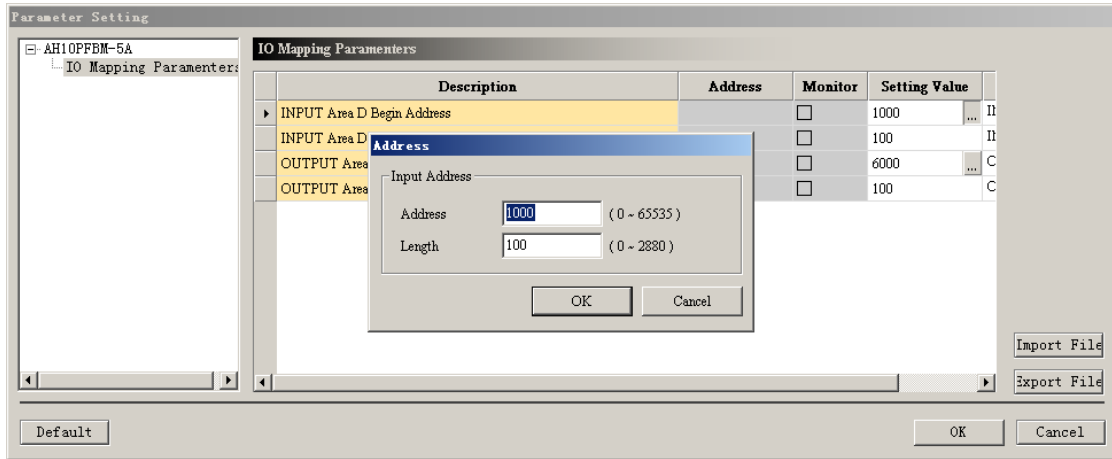 Parameter Setting
AH10PFBM-5A
IO Mapping Paramenters
IO Mapping Paramenters
Description Address Monitor Setting Value
INPUT Area D Begin Address 1000 ...
INPUT Area D 100
OUTPUT Area 6000 ...
OUTPUT Area 100
Address
Input Address
Address 1000 ( 0 ~ 65535 )
Length 100 ( 0 ~ 2880 )
OK Cancel
Import File
Export File
Default OK Cancel